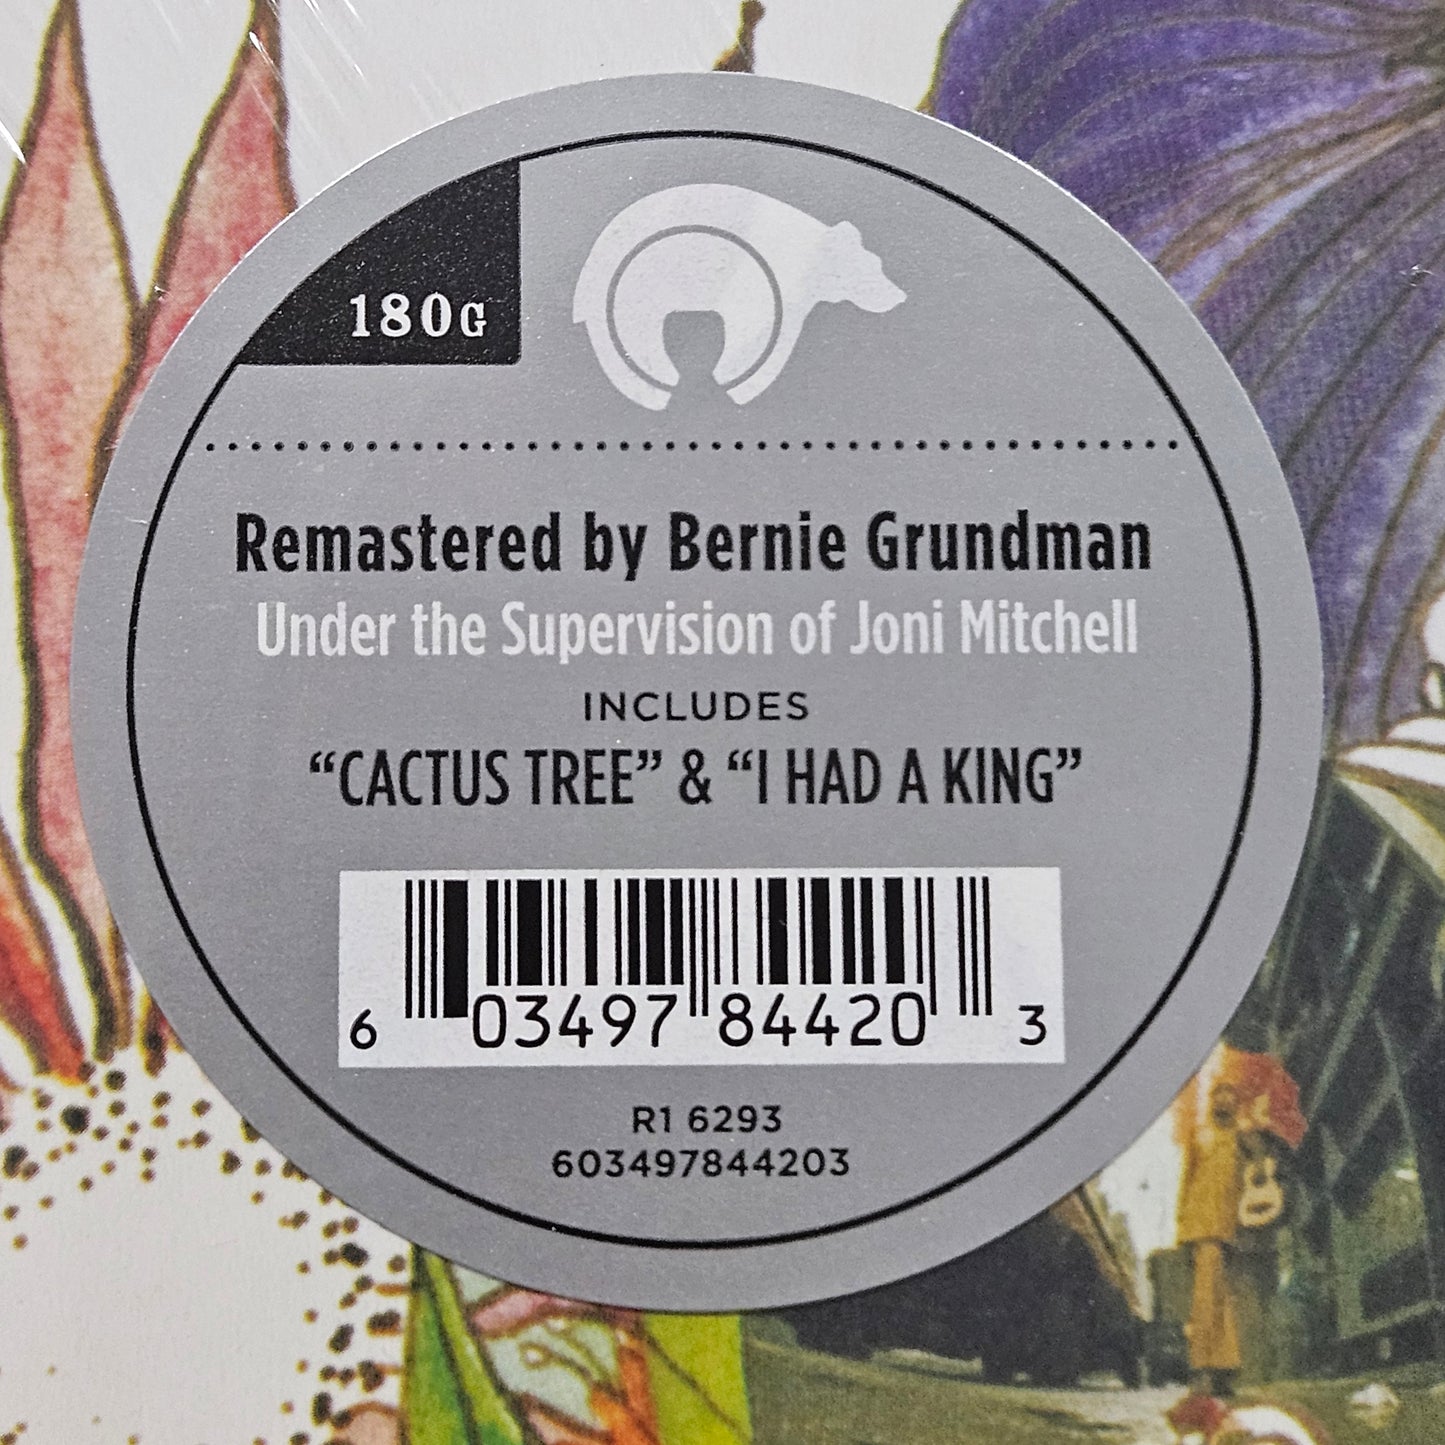 180G
Remastered by Bernie Grundman
Under the Supervision of Joni Mitchell
INCLUDES
“CACTUS TREE” & “I HAD A KING”
6 03497 84420 3
R1 6293
603497844203